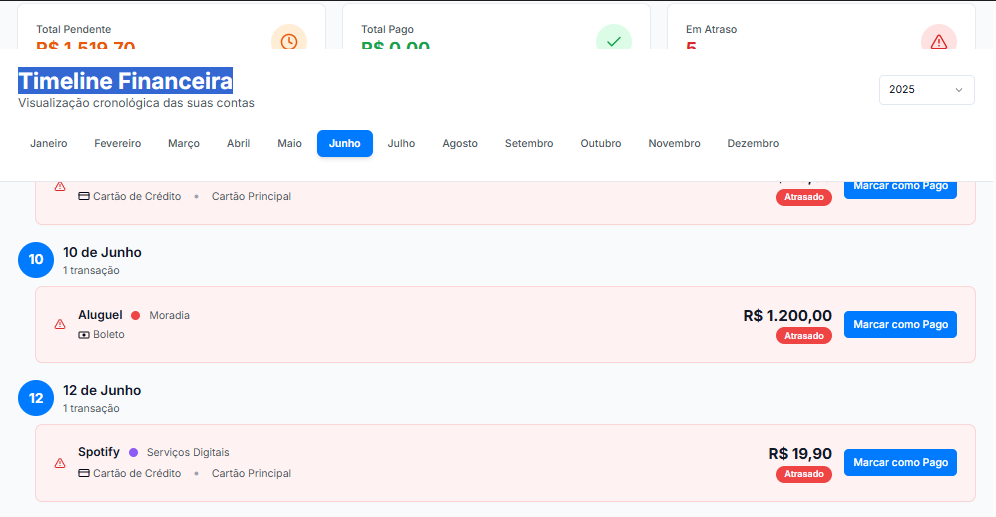 Total Pendente
R$ 1.519,70
Total Pago
R$ 0,00
Em Atraso
5
Timeline Financeira
Visualização cronológica das suas contas
2025
Janeiro Fevereiro Março Abril Maio Junho Julho Agosto Setembro Outubro Novembro Dezembro
Cartão de Crédito • Cartão Principal
Atrasado
Marcar como Pago
10
10 de Junho
1 transação
Aluguel Moradia
Boleto
R$ 1.200,00
Atrasado
Marcar como Pago
12
12 de Junho
1 transação
Spotify Serviços Digitais
Cartão de Crédito • Cartão Principal
R$ 19,90
Atrasado
Marcar como Pago